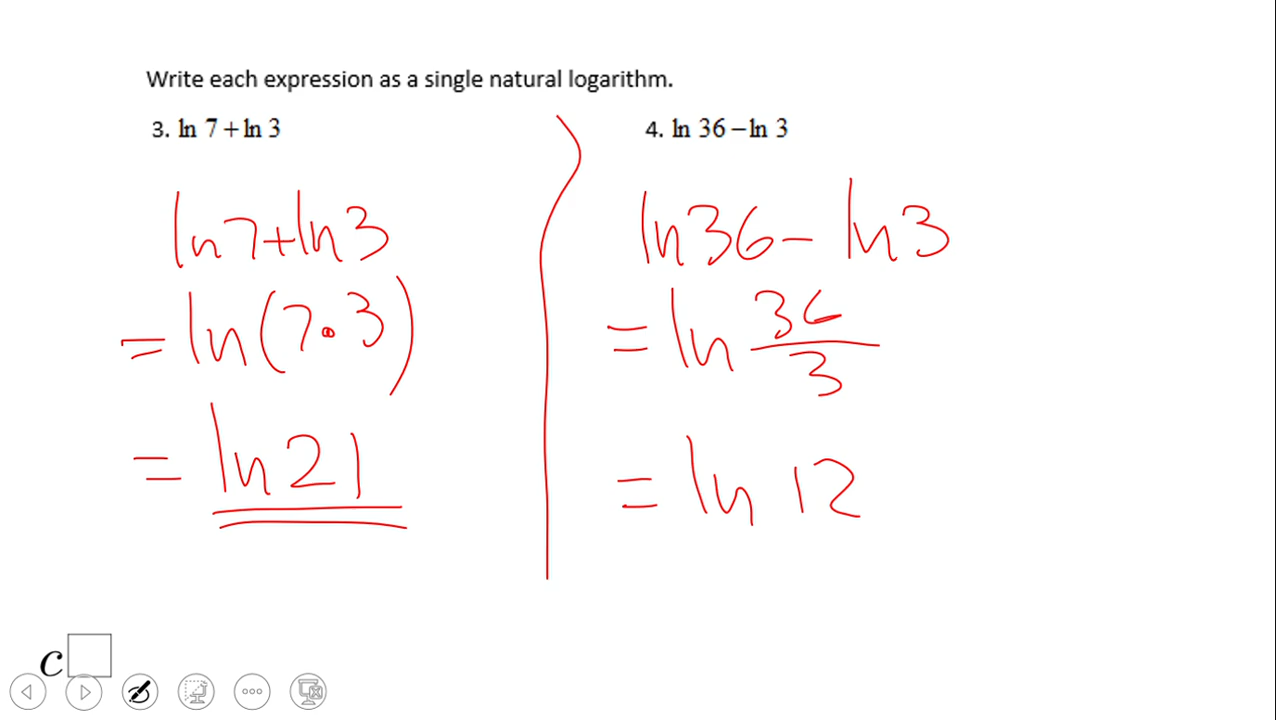 Write each expression as a single natural logarithm.
3. ln 7 + ln 3
ln7+ln3
= ln(7•3)
= ln21
4. ln 36 – ln 3
ln36– ln3
= ln 36/3
= ln 12
c